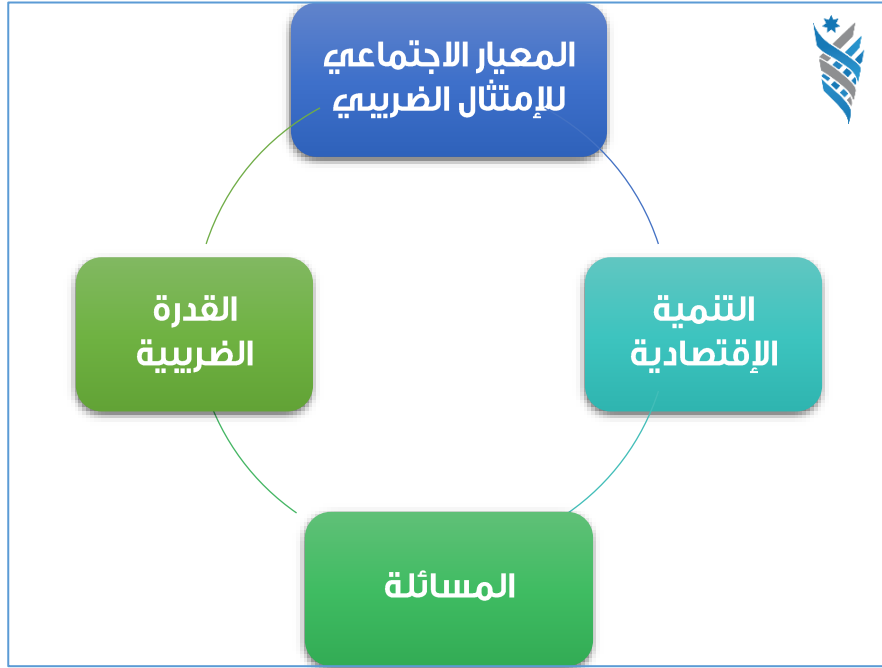 المعيار الاجتماعي
للإمتثال الضريبي
القدرة
الضريبية
التنمية
الإقتصادية
المسائلة